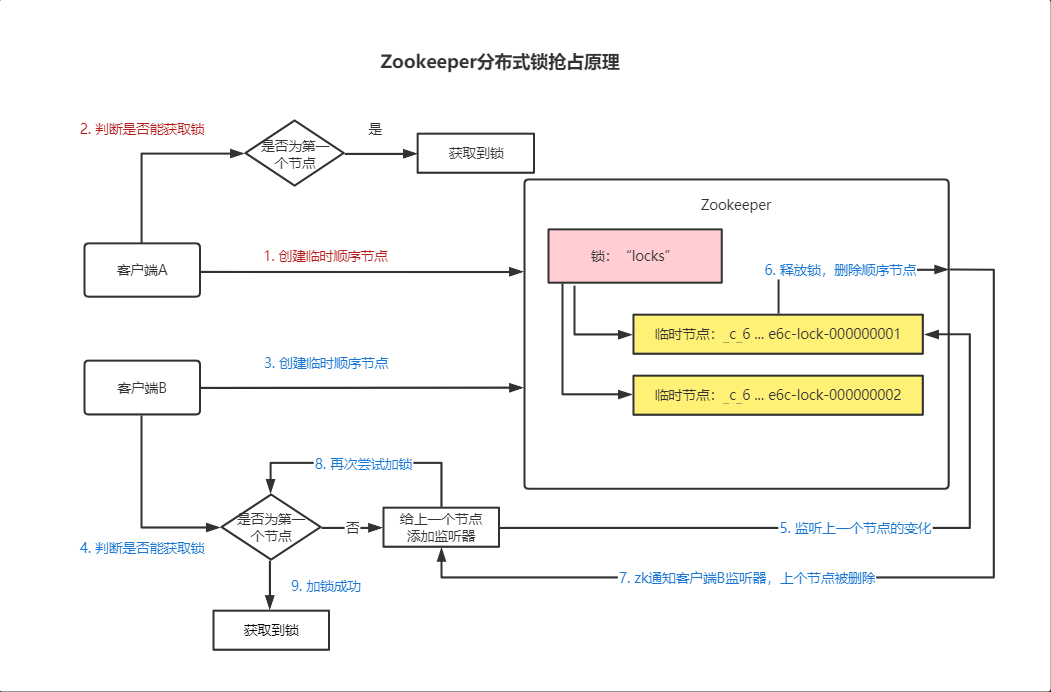 Zookeeper分布式锁抢占原理
2. 判断是否能获取锁
是
是否为第一
个节点
获取到锁
Zookeeper
锁：“locks”
客户端A
1. 创建临时顺序节点
6. 释放锁，删除顺序节点
临时节点：_c_6 ... e6c-lock-000000001
客户端B
3. 创建临时顺序节点
临时节点：_c_6 ... e6c-lock-000000002
8. 再次尝试加锁
是否为第一
个节点
否
给上一个节点
添加监听器
5. 监听上一个节点的变化
4. 判断是否能获取锁
7. zk通知客户端B监听器，上个节点被删除
9. 加锁成功
获取到锁